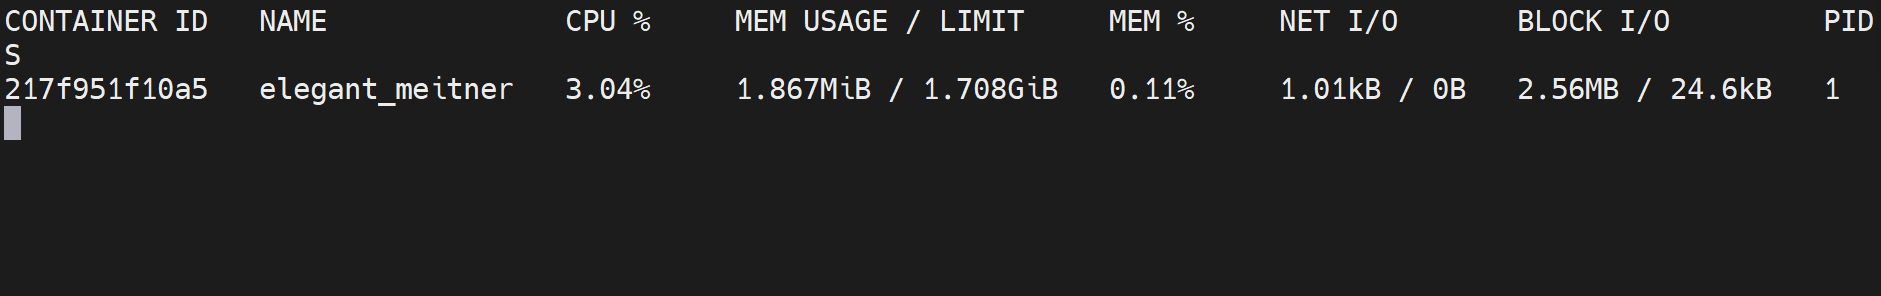 CONTAINER ID   NAME              CPU %     MEM USAGE / LIMIT     MEM %     NET I/O       BLOCK I/O         PID
S
217f951f10a5   elegant_meitner   3.04%     1.867MiB / 1.708GiB   0.11%     1.01kB / 0B   2.56MB / 24.6kB   1